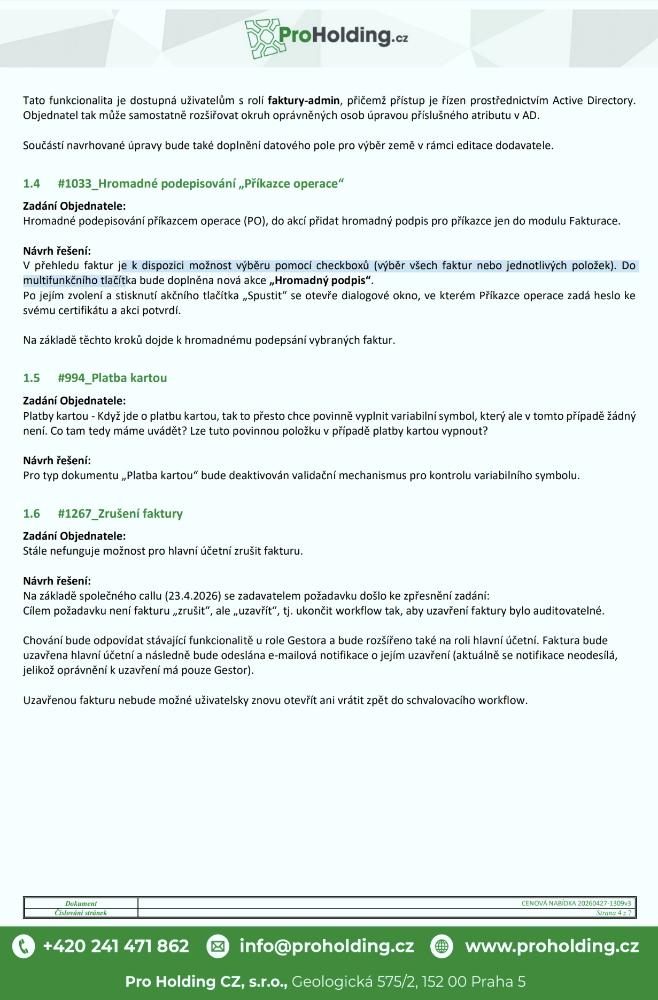 ProHolding.cz
Tato funkcionalita je dostupná uživatelům s rolí faktury-admin, přičemž přístup je řízen prostřednictvím Active Directory.
Objednatel tak může samostatně rozšiřovat okruh oprávněných osob úpravou příslušného atributu v AD.
Součástí navrhované úpravy bude také doplnění datového pole pro výběr země v rámci editace dodavatele.
1.4 #1033_Hromadné podepisování „Příkazce operace“
Zadání Objednatele:
Hromadné podepisování příkazcem operace (PO), do akcí přidat hromadný podpis pro příkazce jen do modulu Fakturace.
Návrh řešení:
V přehledu faktur je k dispozici možnost výběru pomocí checkboxů (výběr všech faktur nebo jednotlivých položek). Do
multifunkčního tlačítka bude doplněna nová akce „Hromadný podpis“.
Po jejím zvolení a stisknutí akčního tlačítka „Spustit“ se otevře dialogové okno, ve kterém Příkazce operace zadá heslo ke
svému certifikátu a akci potvrdí.
Na základě těchto kroků dojde k hromadnému podepsání vybraných faktur.
1.5 #994_Platba kartou
Zadání Objednatele:
Platby kartou - Když jde o platbu kartou, tak to přesto chce povinně vyplnit variabilní symbol, který ale v tomto případě žádný
není. Co tam tedy máme uvádět? Lze tuto povinnou položku v případě platby kartou vypnout?
Návrh řešení:
Pro typ dokumentu „Platba kartou“ bude deaktivován validační mechanismus pro kontrolu variabilního symbolu.
1.6 #1267_Zrušení faktury
Zadání Objednatele:
Stále nefunguje možnost pro hlavní účetní zrušit fakturu.
Návrh řešení:
Na základě společného callu (23.4.2026) se zadavatelem požadavku došlo ke zpřesnění zadání:
Cílem požadavku není fakturu „zrušit“, ale „uzavřít“, tj. ukončit workflow tak, aby uzavření faktury bylo auditovatelné.
Chování bude odpovídat stávající funkcionalitě u role Gestora a bude rozšířeno také na roli hlavní účetní. Faktura bude
uzavřena hlavní účetní a následně bude odeslána e-mailová notifikace o jejím uzavření (aktuálně se notifikace neodesílá,
jelikož oprávnění k uzavření má pouze Gestor).
Uzavřenou fakturu nebude možné uživatelsky znovu otevřít ani vrátit zpět do schvalovacího workflow.
Dokument CENOVÁ NABÍDKA 20260427-1309v3
Číslování stránek Strana 4 z 7
+420 241 471 862 info@proholding.cz www.proholding.cz
Pro Holding CZ, s.r.o., Geologická 575/2, 152 00 Praha 5